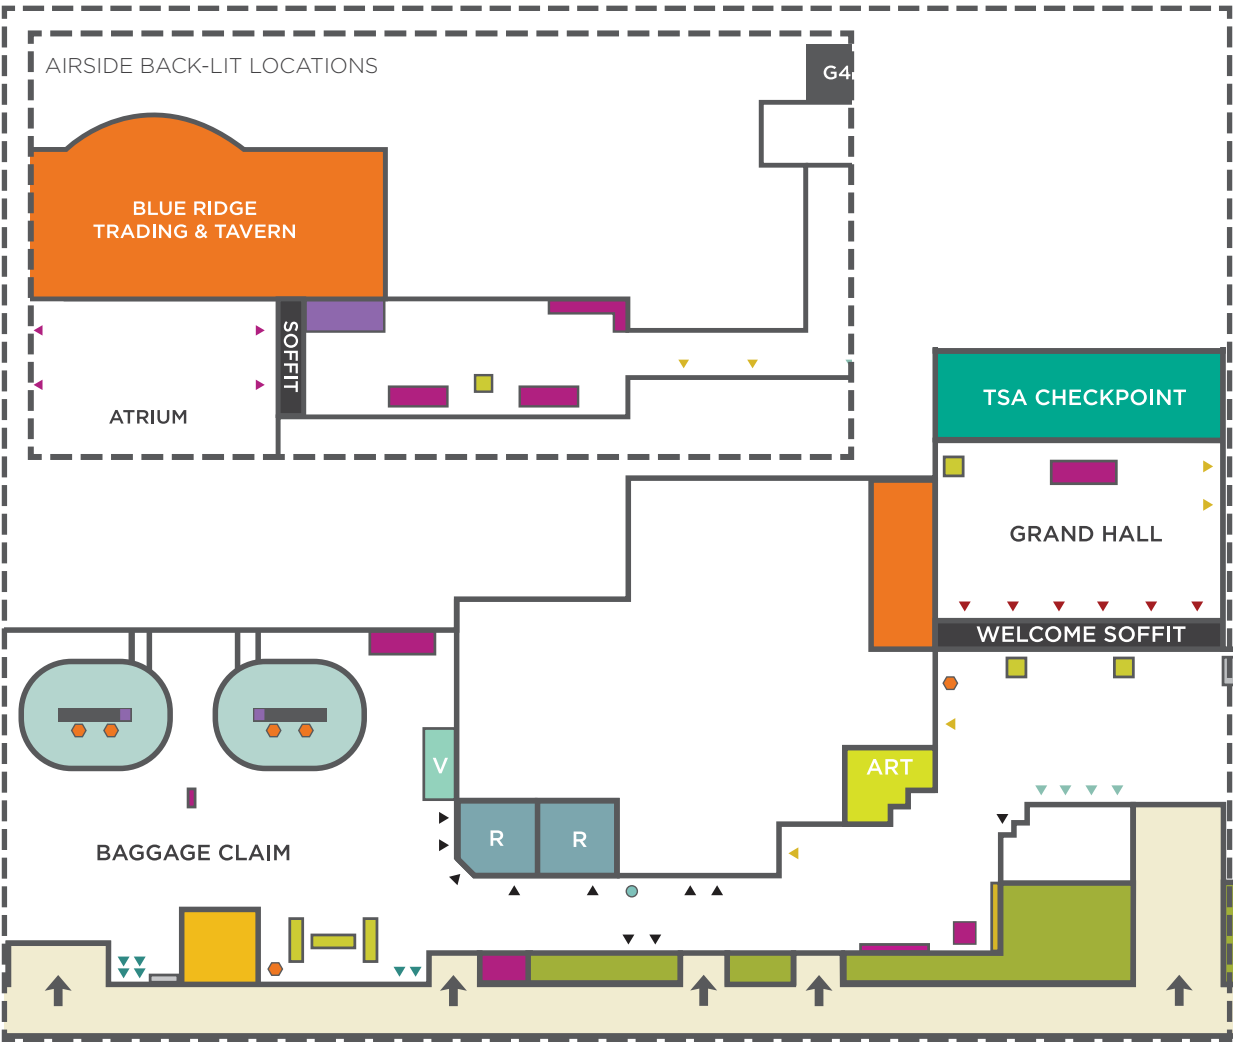 AIRSIDE BACK-LIT LOCATIONS
G4
BLUE RIDGE
TRADING & TAVERN
SOFFIT
ATRIUM
TSA CHECKPOINT
GRAND HALL
WELCOME SOFFIT
V
ART
R
R
BAGGAGE CLAIM